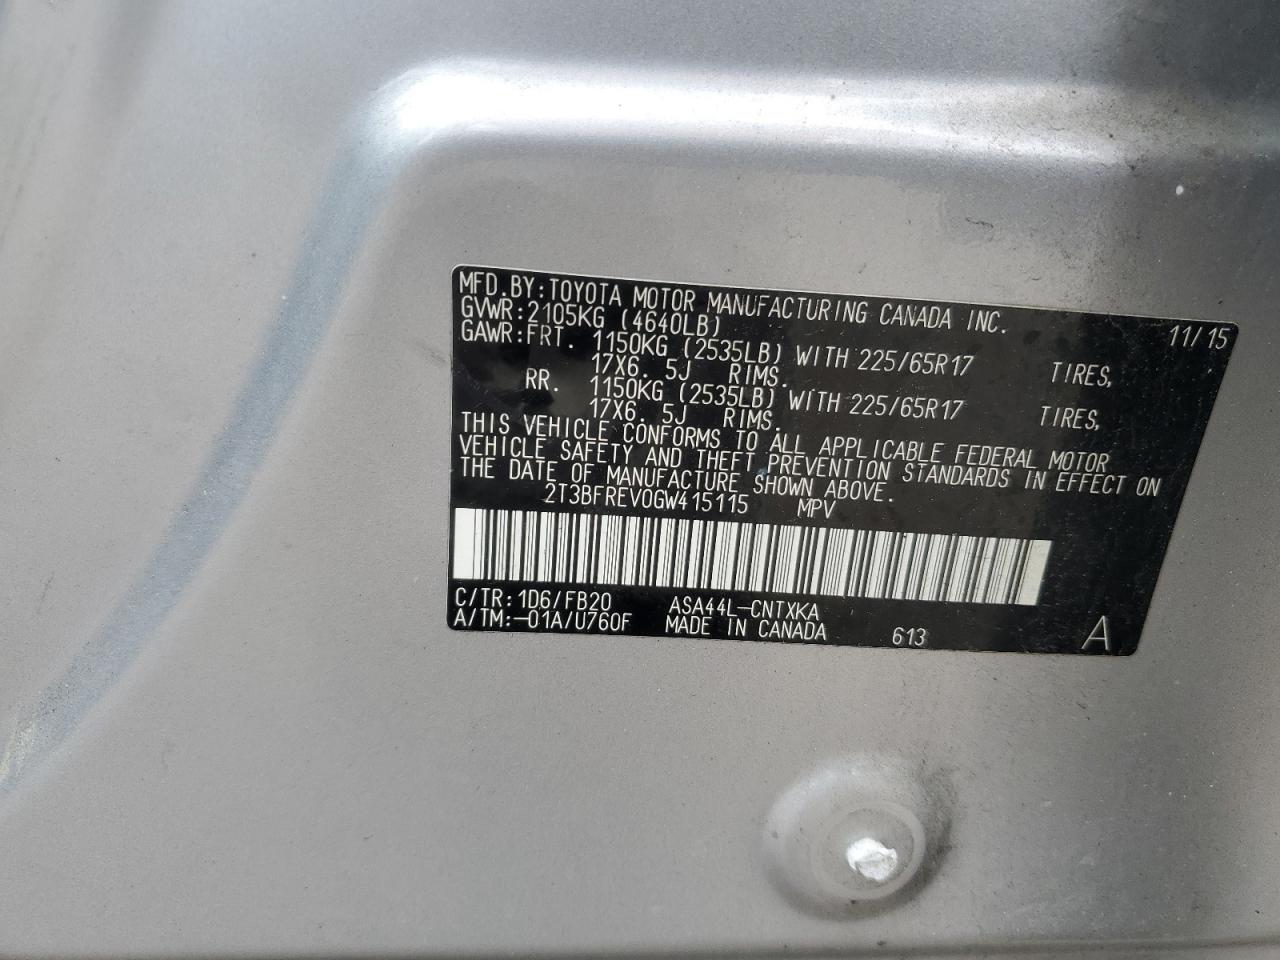 MFD.BY:TOYOTA MOTOR MANUFACTURING CANADA INC. 11/15
GVWR:2105KG (4640LB)
GAWR:FRT. 1150KG (2535LB) WITH 225/65R17 TIRES,
17X6. 5J RIMS.
RR. 1150KG (2535LB) WITH 225/65R17 TIRES,
17X6. 5J RIMS.
THIS VEHICLE CONFORMS TO ALL APPLICABLE FEDERAL MOTOR
VEHICLE SAFETY AND THEFT PREVENTION STANDARDS IN EFFECT ON
THE DATE OF MANUFACTURE SHOWN ABOVE.
2T3BFREV0GW415115 MPV
C/TR:1D6/FB20 ASA44L-CNTXKA
A/TM:-01A/U760F MADE IN CANADA 613 A